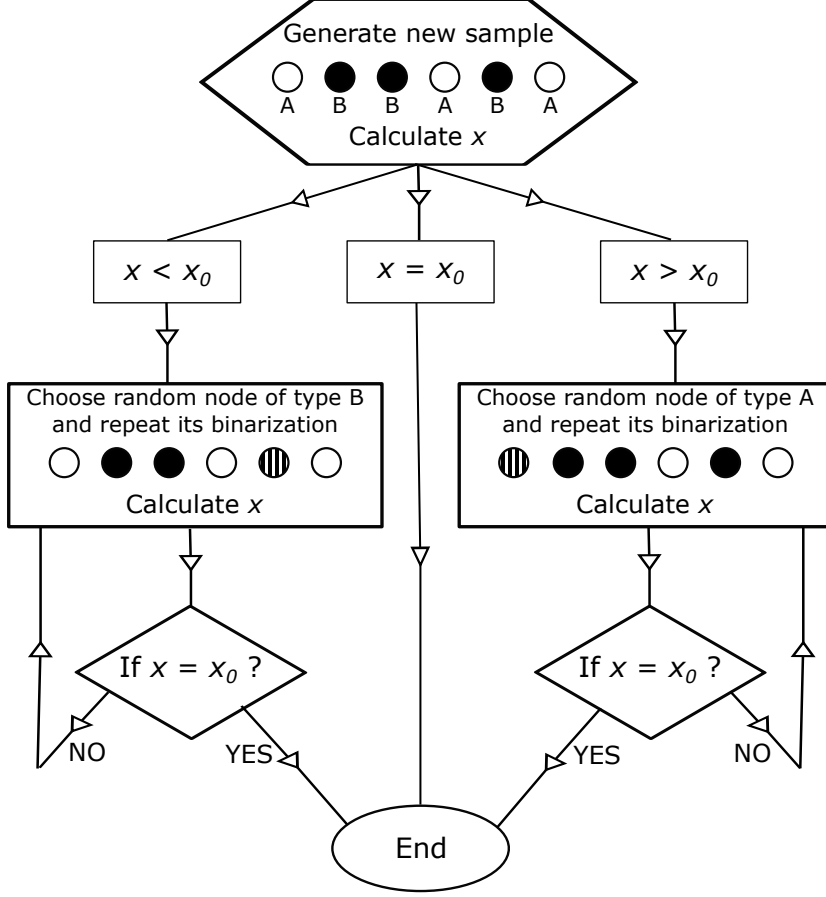 Generate new sample
A B B A B A
Calculate x
x < x₀
x = x₀
x > x₀
Choose random node of type B
and repeat its binarization
Calculate x
Choose random node of type A
and repeat its binarization
Calculate x
If x = x₀ ?
If x = x₀ ?
NO
YES
YES
NO
End